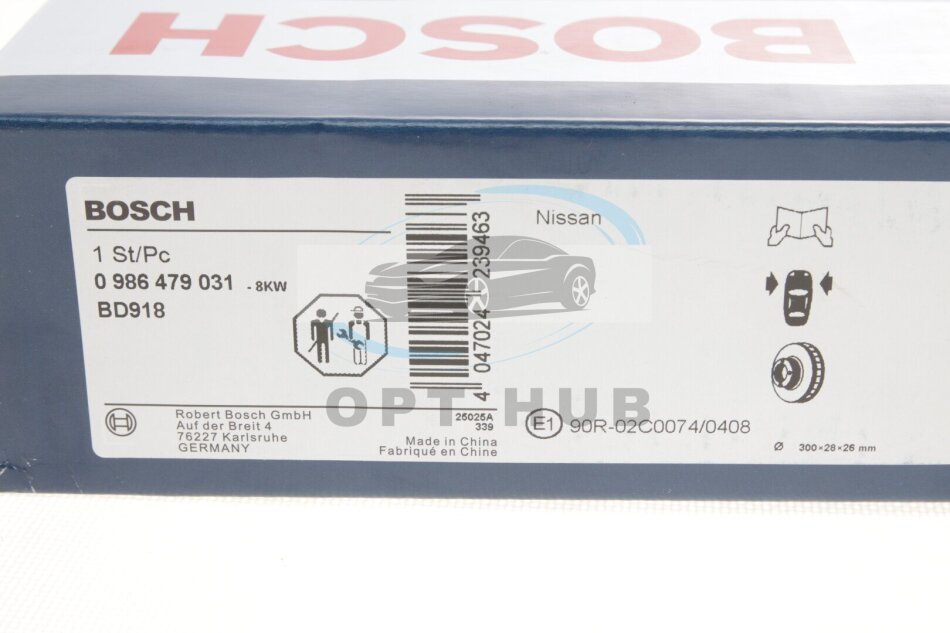 BOSCH
BOSCH
Nissan
1 St/Pc
0 986 479 031 - 8KW
BD918
4 047024 239463
OPT HUB
Robert Bosch GmbH
Auf der Breit 4
76227 Karlsruhe
GERMANY
25025A
339
Made in China
Fabriqué en Chine
E1 90R-02C0074/0408
Ø 300×28×26 mm